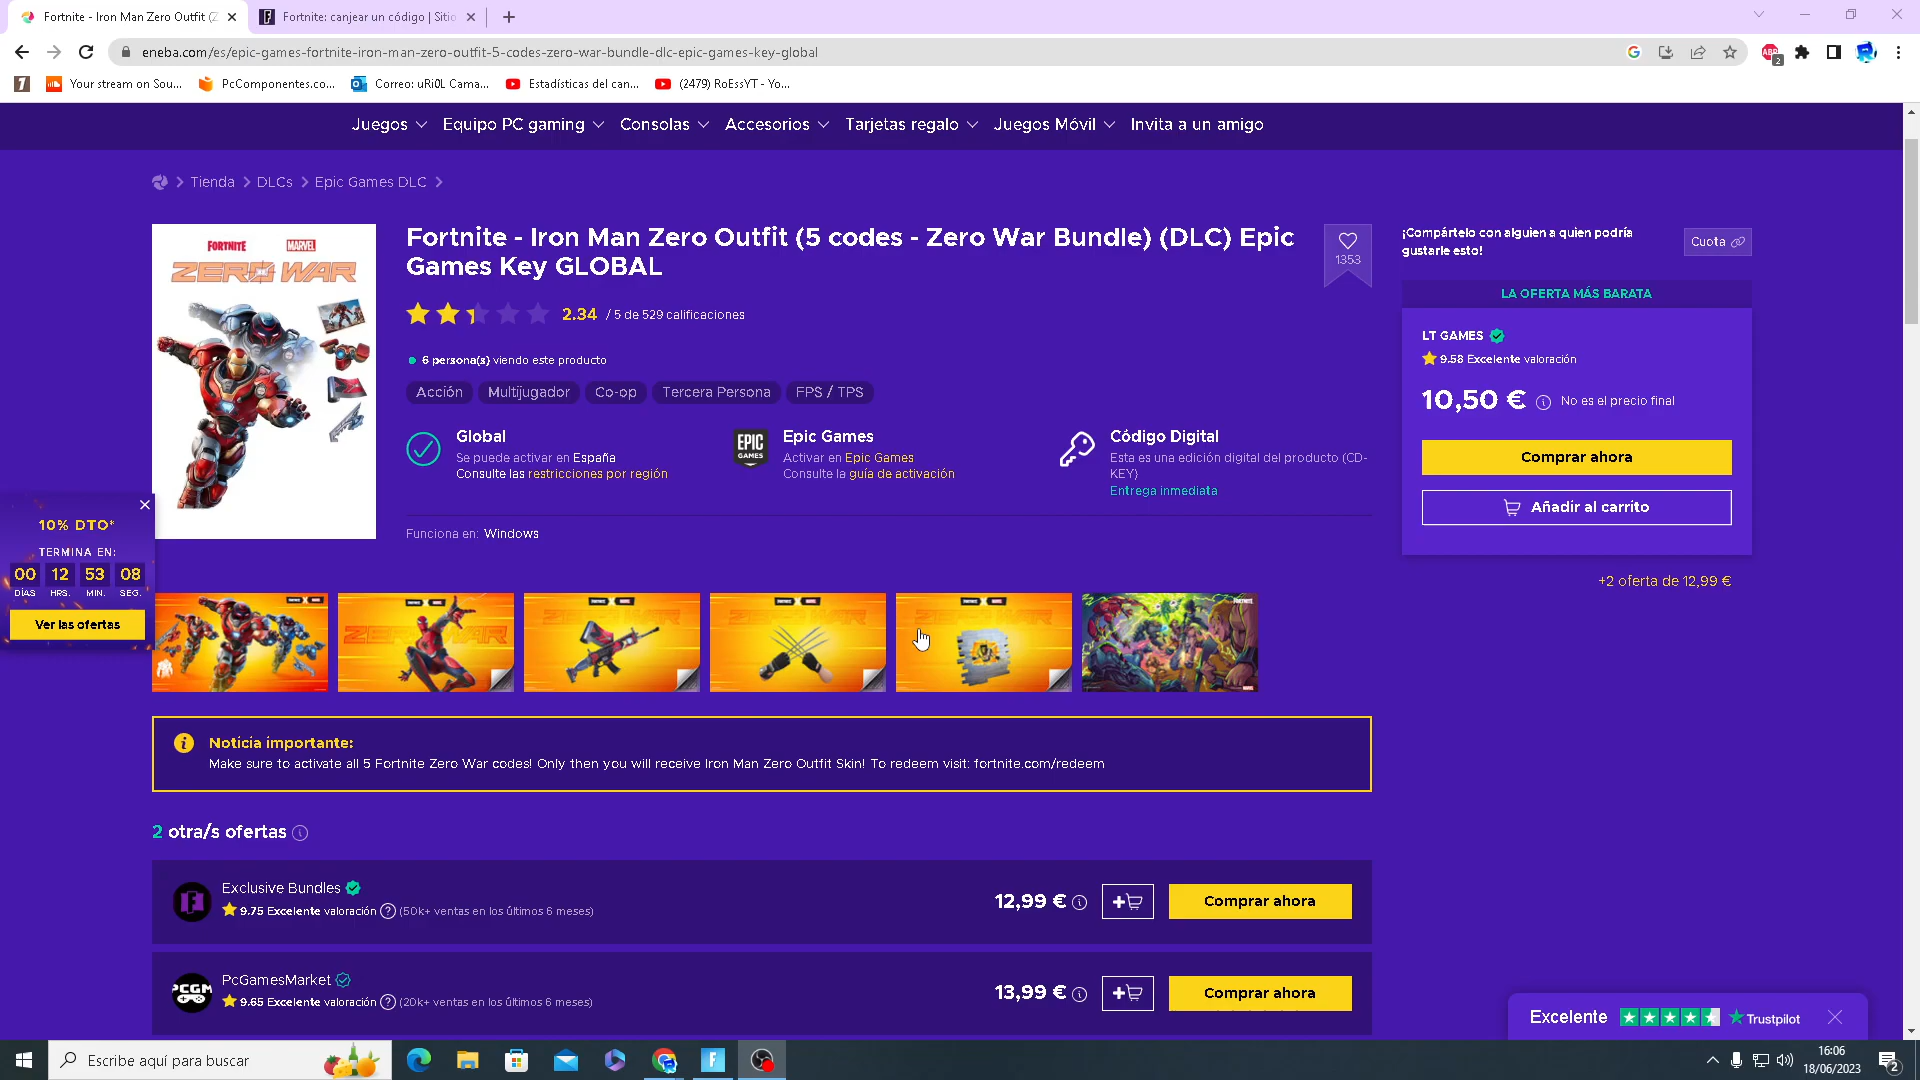 Fortnite - Iron Man Zero Outfit (Z
Fortnite: canjear un código | Sitio
eneba.com/es/epic-games-fortnite-iron-man-zero-outfit-5-codes-zero-war-bundle-dlc-epic-games-key-global
ABP
2
Your stream on Sou...
PcComponentes.co...
Correo: uRi0L Cama...
Estadísticas del can...
(2479) RoEssYT - Yo...
Juegos
Equipo PC gaming
Consolas
Accesorios
Tarjetas regalo
Juegos Móvil
Invita a un amigo
Tienda
DLCs
Epic Games DLC
FORTNITE
MARVEL
ZERO WAR
Fortnite - Iron Man Zero Outfit (5 codes - Zero War Bundle) (DLC) Epic
Games Key GLOBAL
1353
2.34 / 5 de 529 calificaciones
6 persona(s) viendo este producto
Acción
Multijugador
Co-op
Tercera Persona
FPS / TPS
Global
Se puede activar en España
Consulte las restricciones por región
EPIC
GAMES
Epic Games
Activar en Epic Games
Consulte la guía de activación
Código Digital
Esta es una edición digital del producto (CD-
KEY)
Entrega inmediata
Funciona en: Windows
¡Compártelo con alguien a quien podría
gustarle esto!
Cuota
LA OFERTA MÁS BARATA
LT GAMES
9.58 Excelente valoración
10,50 €
No es el precio final
Comprar ahora
Añadir al carrito
+2 oferta de 12,99 €
10% DTO*
TERMINA EN:
00 12 53 08
DÍAS HRS. MIN. SEG.
Ver las ofertas
Noticia importante:
Make sure to activate all 5 Fortnite Zero War codes! Only then you will receive Iron Man Zero Outfit Skin! To redeem visit: fortnite.com/redeem
2 otra/s ofertas
Exclusive Bundles
9.75 Excelente valoración (50k+ ventas en los últimos 6 meses)
12,99 €
Comprar ahora
PCGM
PcGamesMarket
9.65 Excelente valoración (20k+ ventas en los últimos 6 meses)
13,99 €
Comprar ahora
Excelente
Trustpilot
Escribe aquí para buscar
16:06
18/06/2023
2